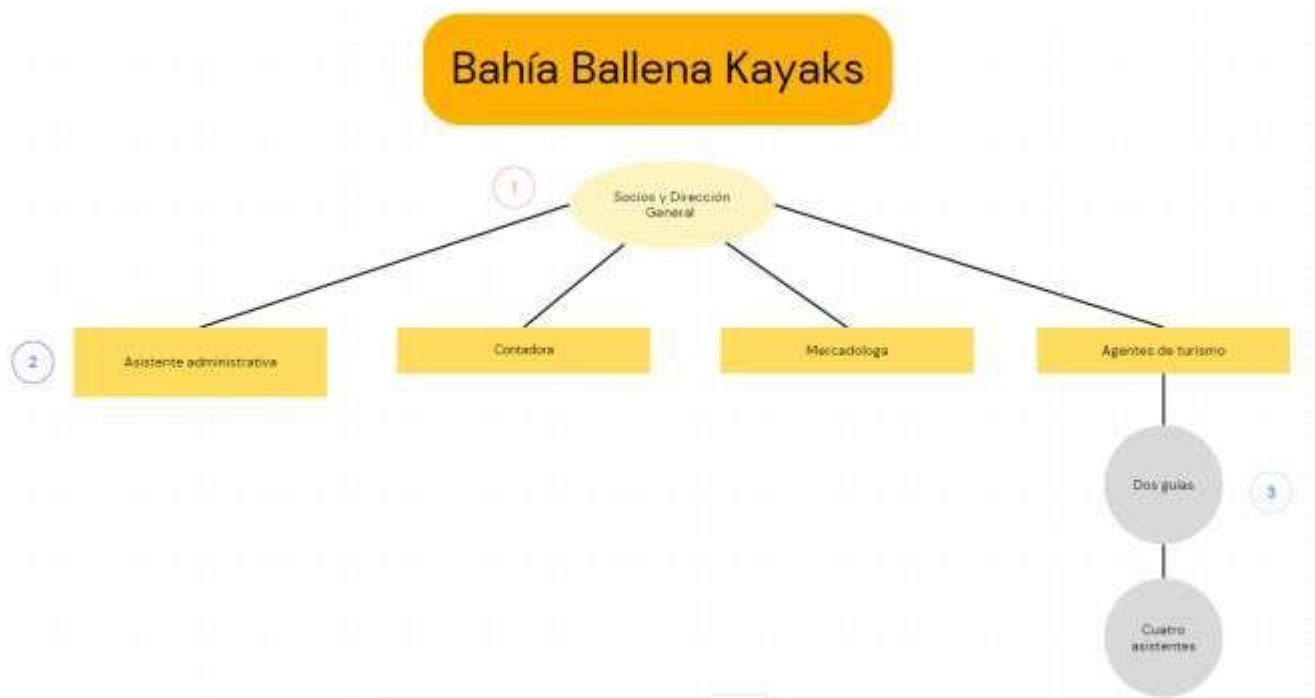 Bahía Ballena Kayaks
1
Socios y Dirección
General
2
Asistente administrativa
Contadora
Mercadologa
Agentes de turismo
Dos guías
3
Cuatro
asistentes